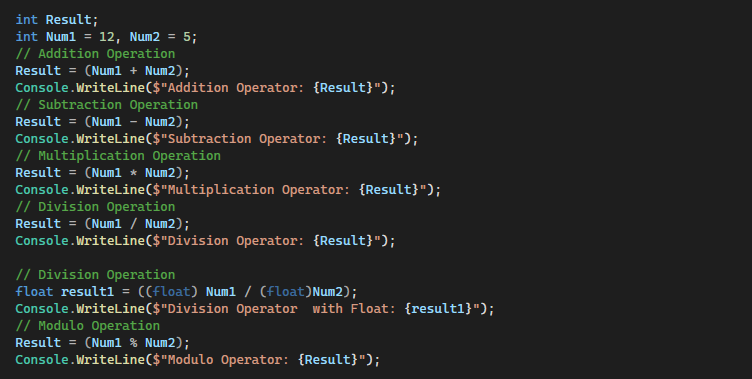 int Result;
int Num1 = 12, Num2 = 5;
// Addition Operation
Result = (Num1 + Num2);
Console.WriteLine($"Addition Operator: {Result}");
// Subtraction Operation
Result = (Num1 - Num2);
Console.WriteLine($"Subtraction Operator: {Result}");
// Multiplication Operation
Result = (Num1 * Num2);
Console.WriteLine($"Multiplication Operator: {Result}");
// Division Operation
Result = (Num1 / Num2);
Console.WriteLine($"Division Operator: {Result}");

// Division Operation
float result1 = ((float) Num1 / (float)Num2);
Console.WriteLine($"Division Operator  with Float: {result1}");
// Modulo Operation
Result = (Num1 % Num2);
Console.WriteLine($"Modulo Operator: {Result}");